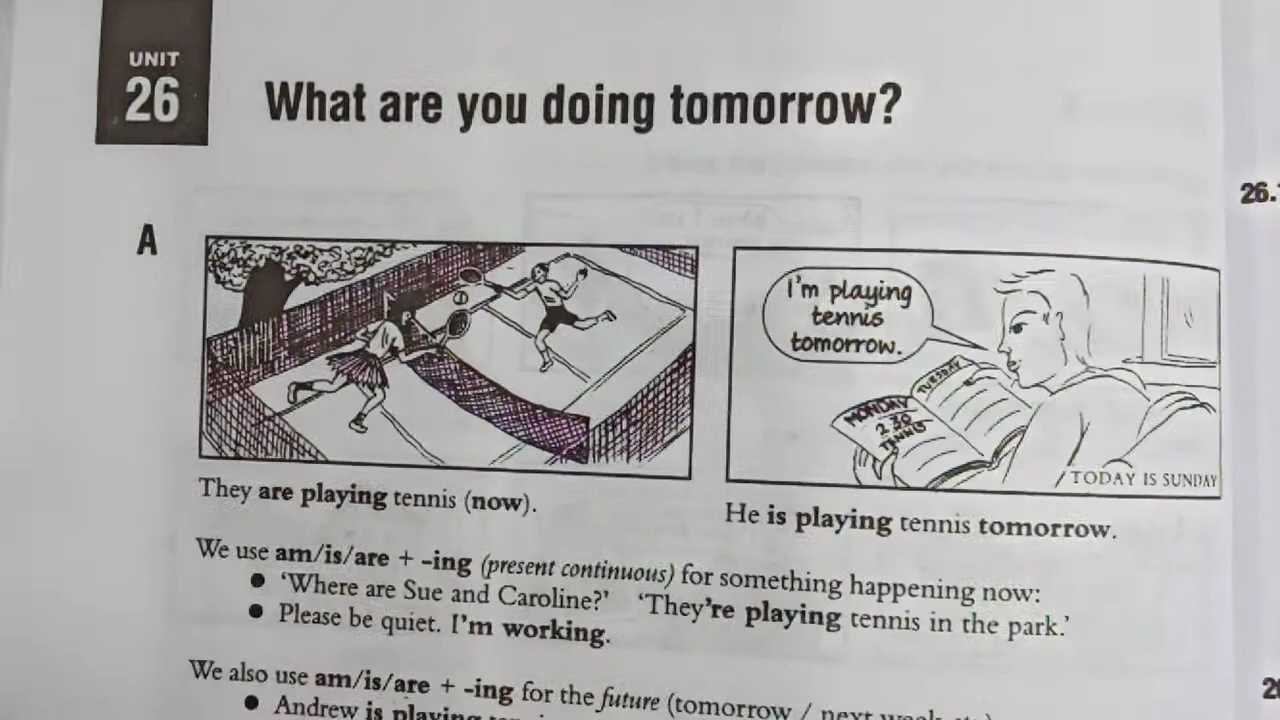 UNIT
26
What are you doing tomorrow?
26.
A
I'm playing
tennis
tomorrow.
TUESDAY
MONDAY
2.30
TENNIS
TODAY IS SUNDAY
They are playing tennis (now).
He is playing tennis tomorrow.
We use am/is/are + -ing (present continuous) for something happening now:
• 'Where are Sue and Caroline?' 'They're playing tennis in the park.'
• Please be quiet. I'm working.
We also use am/is/are + -ing for the future (tomorrow / next week
• Andrew is playing